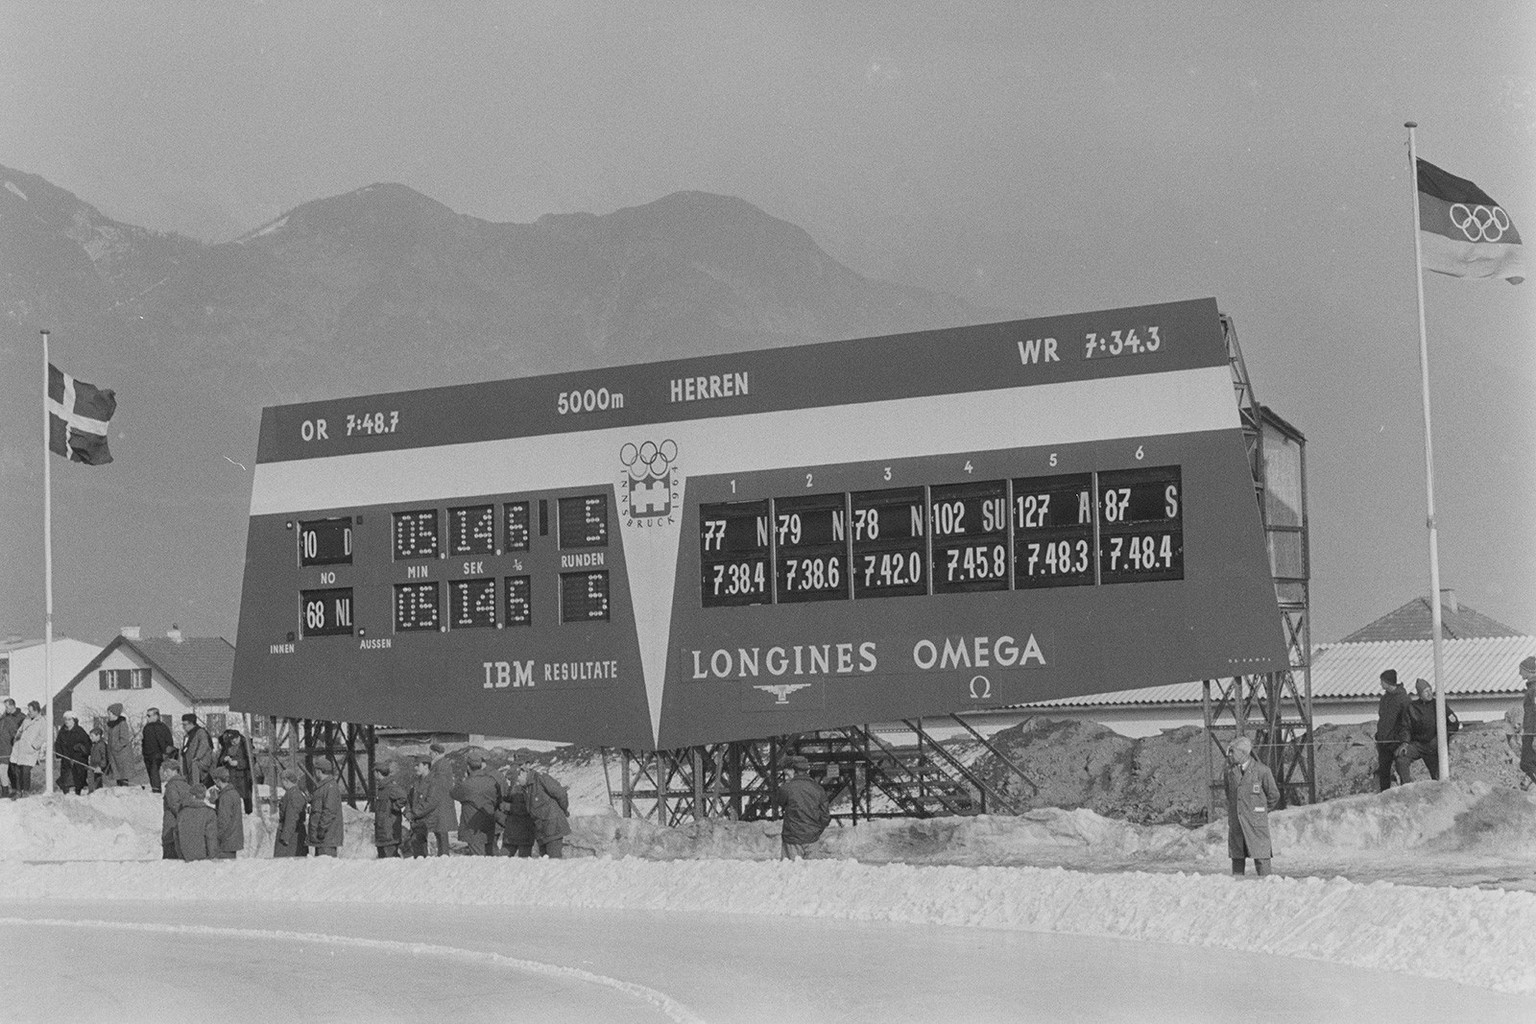 OR 7:48.7 5000m HERREN WR 7:34.3
INNSBRUCK 1964
1 2 3 4 5 6
10 D 05.14.6 5
77 N 79 N 78 N 102 SU 127 A 87 S
NO MIN SEK RUNDEN
7.38.4 7.38.6 7.42.0 7.45.8 7.48.3 7.48.4
68 NL 05.14.6 5
INNEN AUSSEN
IBM RESULTATE LONGINES OMEGA
Ω